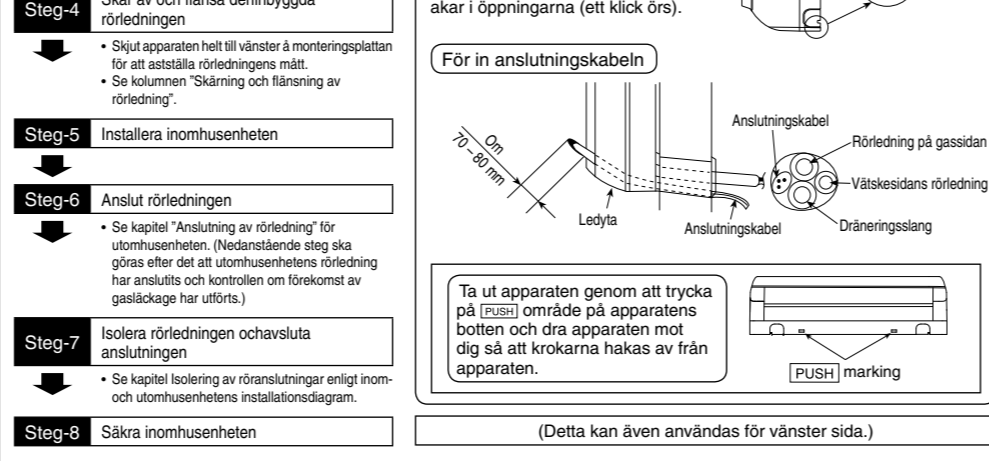 Steg-4
Skär av och flänsa deninbyggda
rörledningen
• Skjut apparaten helt till vänster å monteringsplattan
för att astställa rörledningens mått.
• Se kolumnen "Skärning och flänsning av
rörledning".
Steg-5
Installera inomhusenheten
Steg-6
Anslut rörledningen
• Se kapitel "Anslutning av rörledning" för
utomhusenheten. (Nedanstående steg ska
göras efter det att utomhusenhetens rörledning
har anslutits och kontrollen om förekomst av
gasläckage har utförts.)
Steg-7
Isolera rörledningen ochavsluta
anslutningen
• Se kapitel Isolering av röranslutningar enligt inom-
och utomhusenhetens installationsdiagram.
Steg-8
Säkra inomhusenheten
akar i öppningarna (ett klick örs).
För in anslutningskabeln
Om
70 – 80 mm
Ledyta
Anslutningskabel
Anslutningskabel
Rörledning på gassidan
Vätskesidans rörledning
Dräneringsslang
Ta ut apparaten genom att trycka
på PUSH område på apparatens
botten och dra apparaten mot
dig så att krokarna hakas av från
apparaten.
PUSH marking
(Detta kan även användas för vänster sida.)